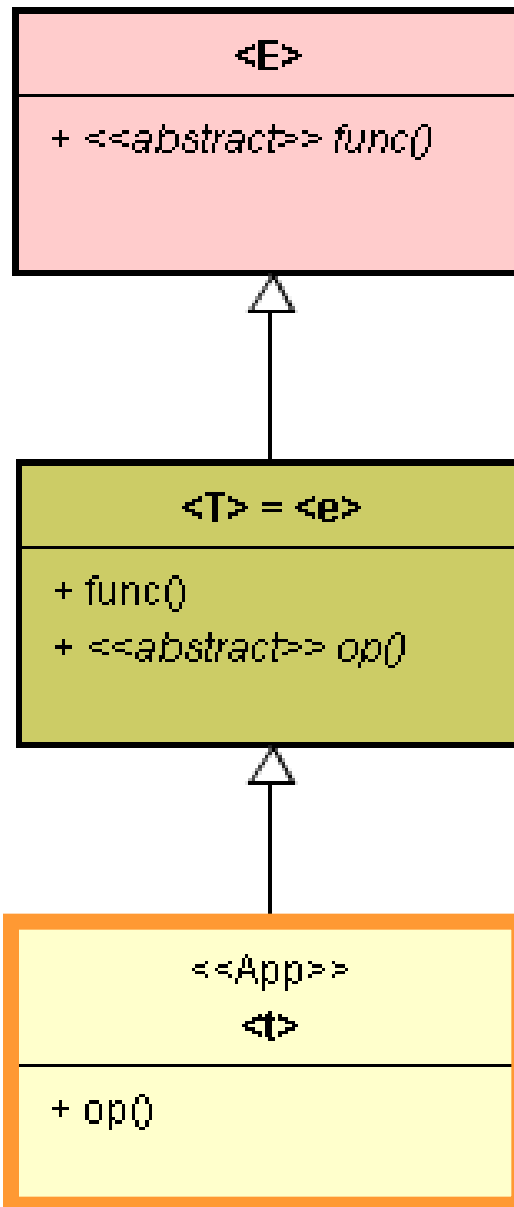 <E>
+ <<abstract>> func()
<T> = <e>
+ func()
+ <<abstract>> op()
<<App>>
<t>
+ op()